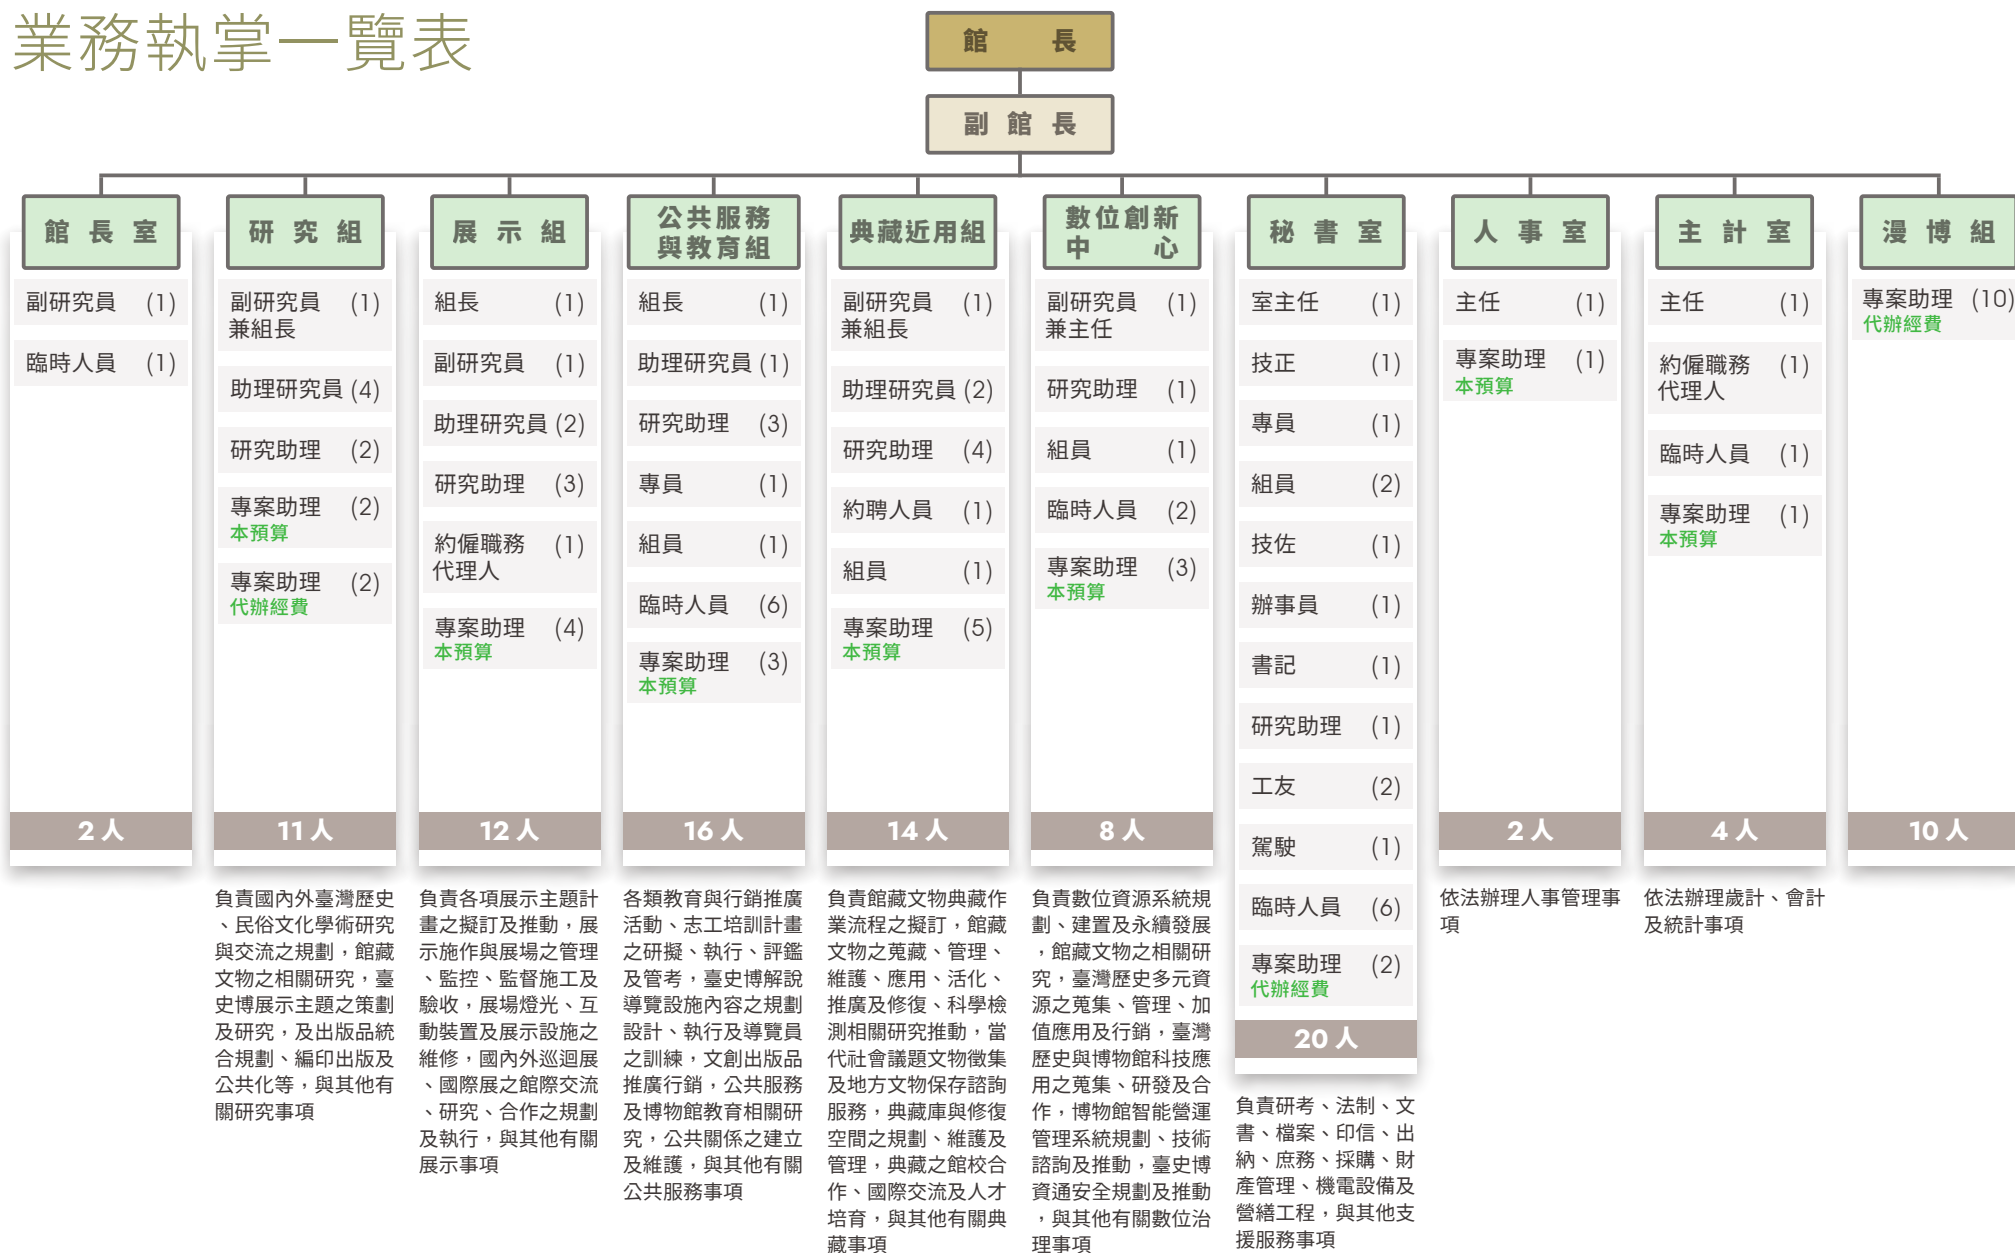 業務執掌一覽表
館 長
副 館 長
館 長 室
副研究員 (1)
臨時人員 (1)
2 人
研 究 組
副研究員 (1)
兼組長
助理研究員 (4)
研究助理 (2)
專案助理 (2)
本預算
專案助理 (2)
代辦經費
11 人
負責國內外臺灣歷史
、民俗文化學術研究
與交流之規劃,館藏
文物之相關研究,臺
史博展示主題之策劃
及研究,及出版品統
合規劃、編印出版及
公共化等,與其他有
關研究事項
展 示 組
組長 (1)
副研究員 (1)
助理研究員 (2)
研究助理 (3)
約僱職務 (1)
代理人
專案助理 (4)
本預算
12 人
負責各項展示主題計
畫之擬訂及推動,展
示施作與展場之管理
、監控、監督施工及
驗收,展場燈光、互
動裝置及展示設施之
維修,國內外巡迴展
、國際展之館際交流
、研究、合作之規劃
及執行,與其他有關
展示事項
公共服務
與教育組
組長 (1)
助理研究員 (1)
研究助理 (3)
專員 (1)
組員 (1)
臨時人員 (6)
專案助理 (3)
本預算
16 人
各類教育與行銷推廣
活動、志工培訓計畫
之研擬、執行、評鑑
及管考,臺史博解說
導覽設施內容之規劃
設計、執行及導覽員
之訓練,文創出版品
推廣行銷,公共服務
及博物館教育相關研
究,公共關係之建立
及維護,與其他有關
公共服務事項
典藏近用組
副研究員 (1)
兼組長
助理研究員 (2)
研究助理 (4)
約聘人員 (1)
組員 (1)
專案助理 (5)
本預算
14 人
負責館藏文物典藏作
業流程之擬訂,館藏
文物之蒐藏、管理、
維護、應用、活化、
推廣及修復、科學檢
測相關研究推動,當
代社會議題文物徵集
及地方文物保存諮詢
服務,典藏庫與修復
空間之規劃、維護及
管理,典藏之館校合
作、國際交流及人才
培育,與其他有關典
藏事項
數位創新
中 心
副研究員 (1)
兼主任
研究助理 (1)
組員 (1)
臨時人員 (2)
專案助理 (3)
本預算
8 人
負責數位資源系統規
劃、建置及永續發展
,館藏文物之相關研
究,臺灣歷史多元資
源之蒐集、管理、加
值應用及行銷,臺灣
歷史與博物館科技應
用之蒐集、研發及合
作,博物館智能營運
管理系統規劃、技術
諮詢及推動,臺史博
資通安全規劃及推動
,與其他有關數位治
理事項
秘 書 室
室主任 (1)
技正 (1)
專員 (1)
組員 (2)
技佐 (1)
辦事員 (1)
書記 (1)
研究助理 (1)
工友 (2)
駕駛 (1)
臨時人員 (6)
專案助理 (2)
代辦經費
20 人
負責研考、法制、文
書、檔案、印信、出
納、庶務、採購、財
產管理、機電設備及
營繕工程,與其他支
援服務事項
人 事 室
主任 (1)
專案助理 (1)
本預算
2 人
依法辦理人事管理事
項
主 計 室
主任 (1)
約僱職務 (1)
代理人
臨時人員 (1)
專案助理 (1)
本預算
4 人
依法辦理歲計、會計
及統計事項
漫 博 組
專案助理 (10)
代辦經費
10 人